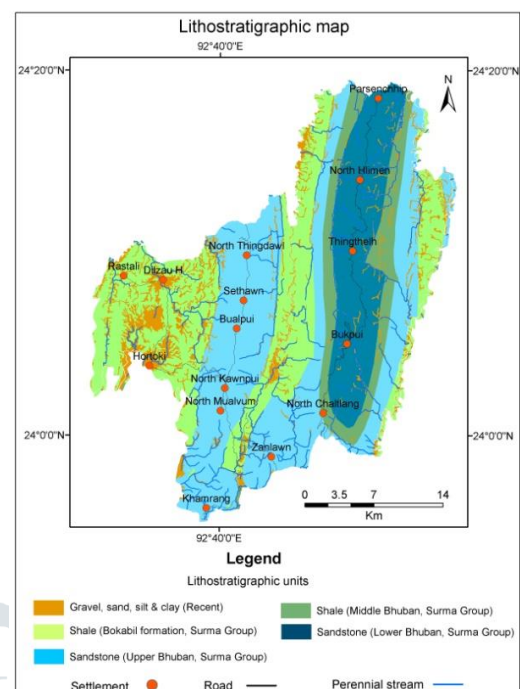 Lithostratigraphic map
92°40'0"E
24°20'0"N
24°20'0"N
N
Parsenchhip
North Hlimen
North Thingdawl
Thingthelh
Rastali
Dilzau H.
Sethawn
Bualpui
Bukpui
Hortoki
North Kawnpui
North Mualvum
North Chaltlang
24°0'0"N
24°0'0"N
Zanlawn
Khamrang
0 3.5 7 14
Km
92°40'0"E
Legend
Lithostratigraphic units
Gravel, sand, silt & clay (Recent)
Shale (Middle Bhuban, Surma Group)
Shale (Bokabil formation, Surma Group)
Sandstone (Lower Bhuban, Surma Group)
Sandstone (Upper Bhuban, Surma Group)
Settlement Road Perennial stream